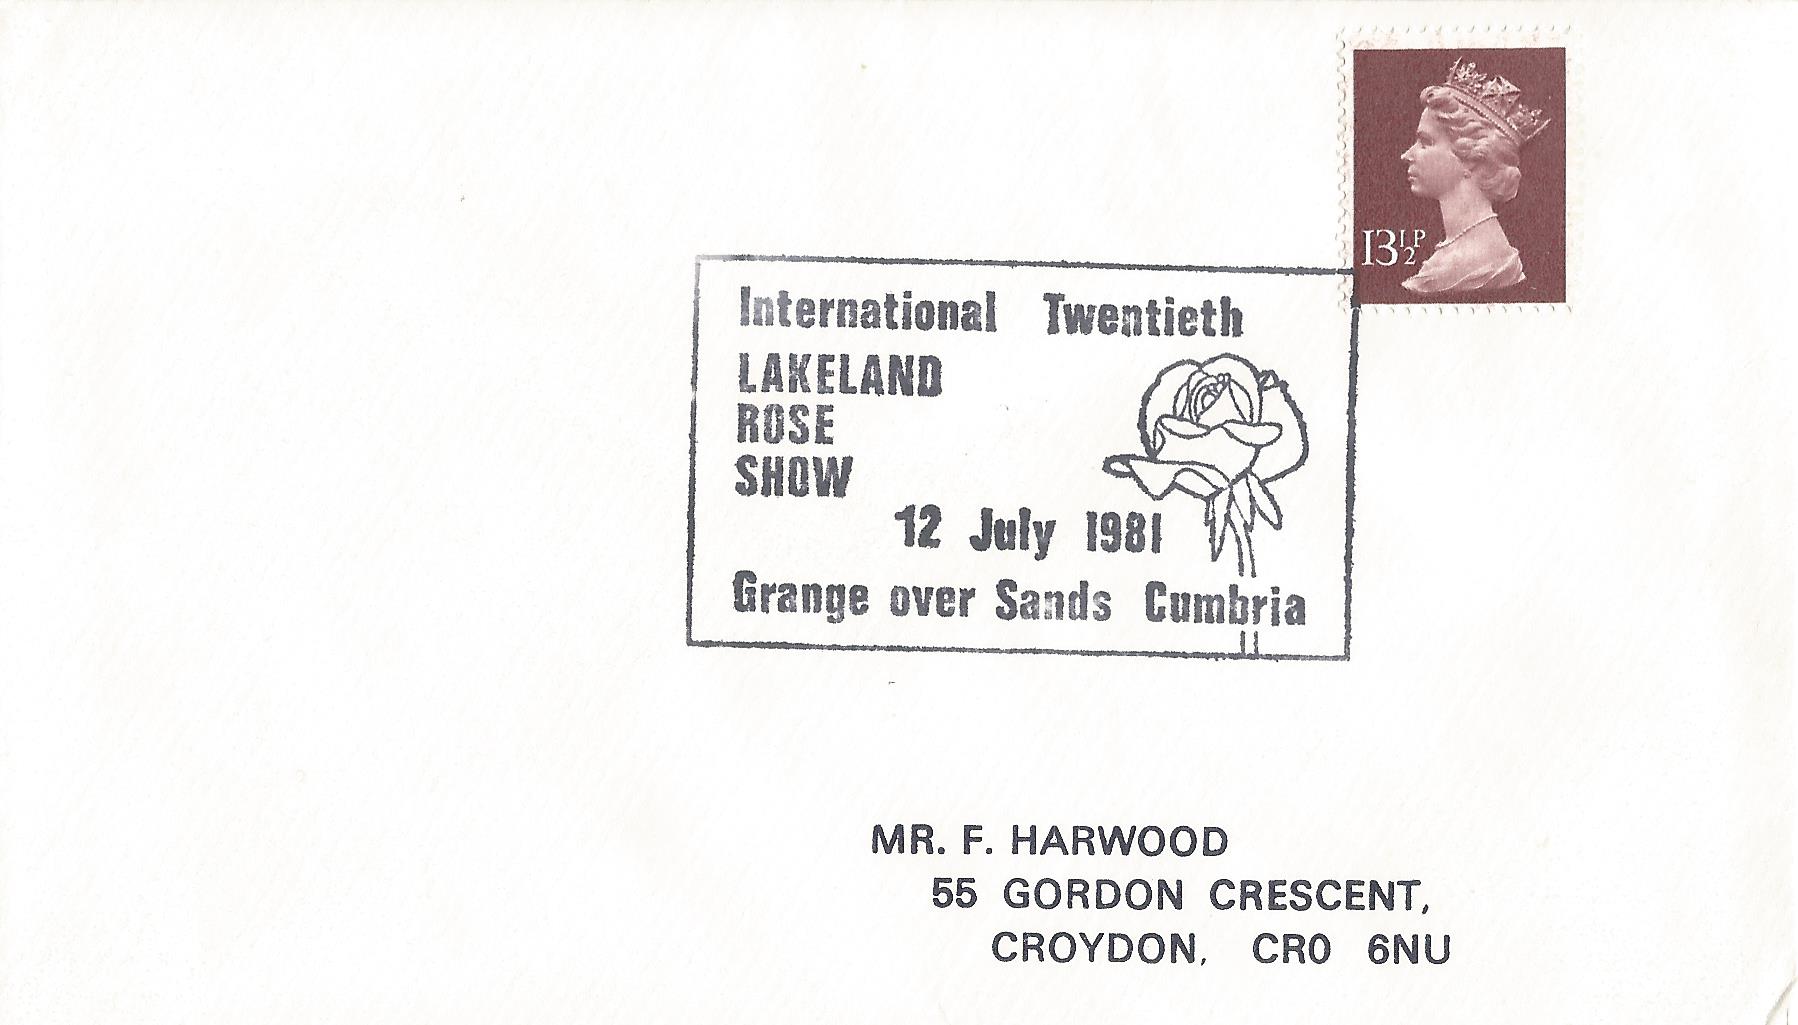 13½P
International Twentieth
LAKELAND
ROSE
SHOW
12 July 1981
Grange over Sands Cumbria
MR. F. HARWOOD
55 GORDON CRESCENT,
CROYDON, CR0 6NU